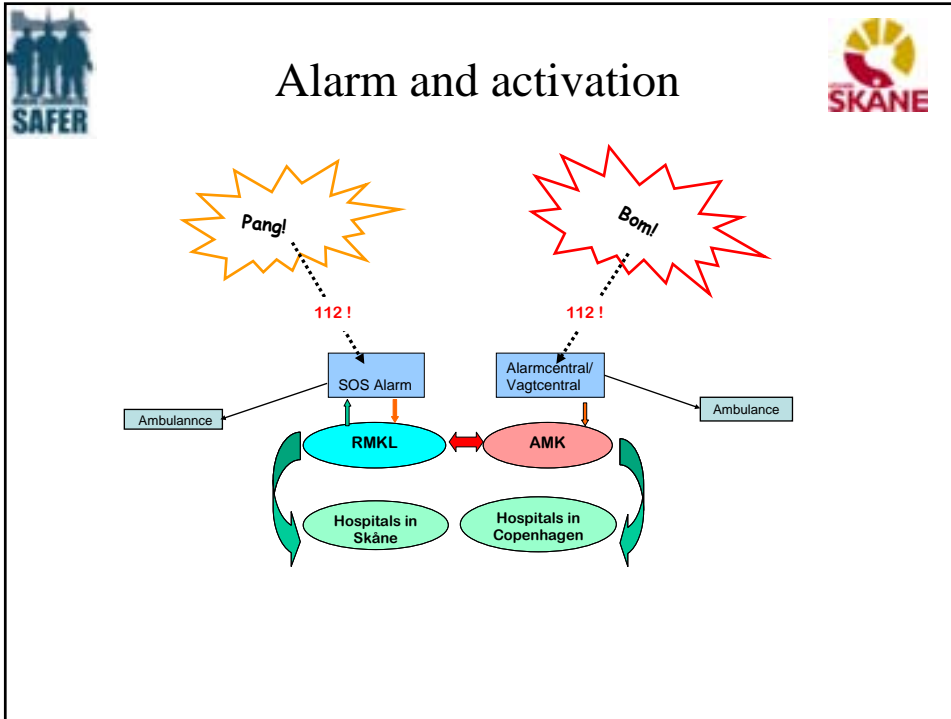 Alarm and activation
SAFER
SKÅNE
Pang!
Bom!
112 !
112 !
SOS Alarm
Alarmcentral/
Vagtcentral
Ambulannce
Ambulance
RMKL
AMK
Hospitals in
Skåne
Hospitals in
Copenhagen